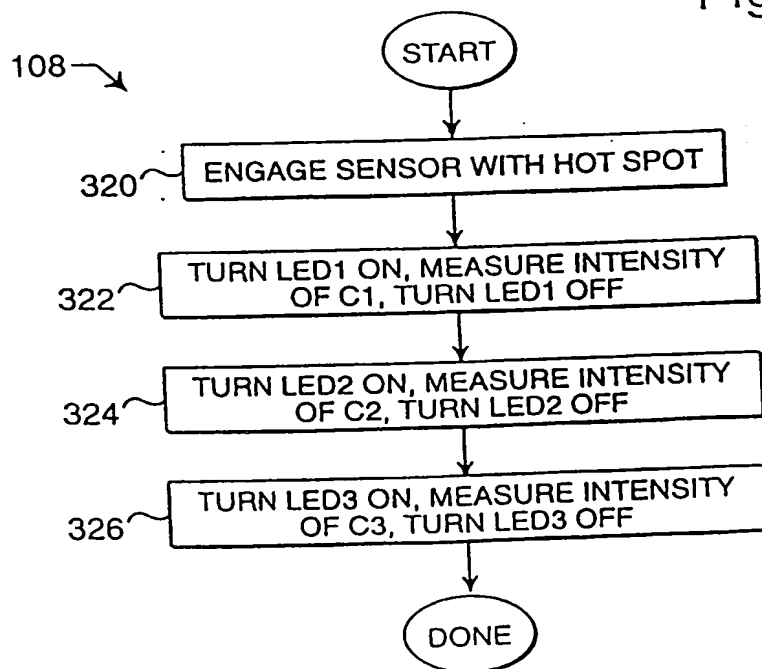 Fig
START
108
320
ENGAGE SENSOR WITH HOT SPOT
322
TURN LED1 ON, MEASURE INTENSITY
OF C1, TURN LED1 OFF
324
TURN LED2 ON, MEASURE INTENSITY
OF C2, TURN LED2 OFF
326
TURN LED3 ON, MEASURE INTENSITY
OF C3, TURN LED3 OFF
DONE